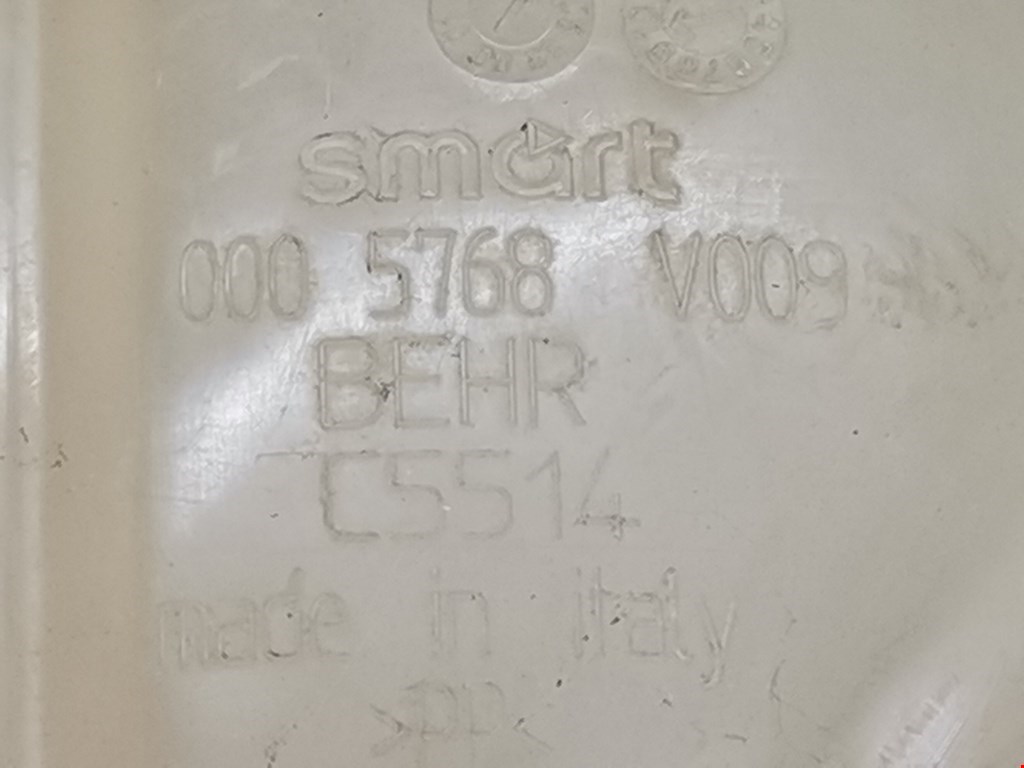 smart
000 5768 V009
BEHR
C5514
made in italy
>PP<